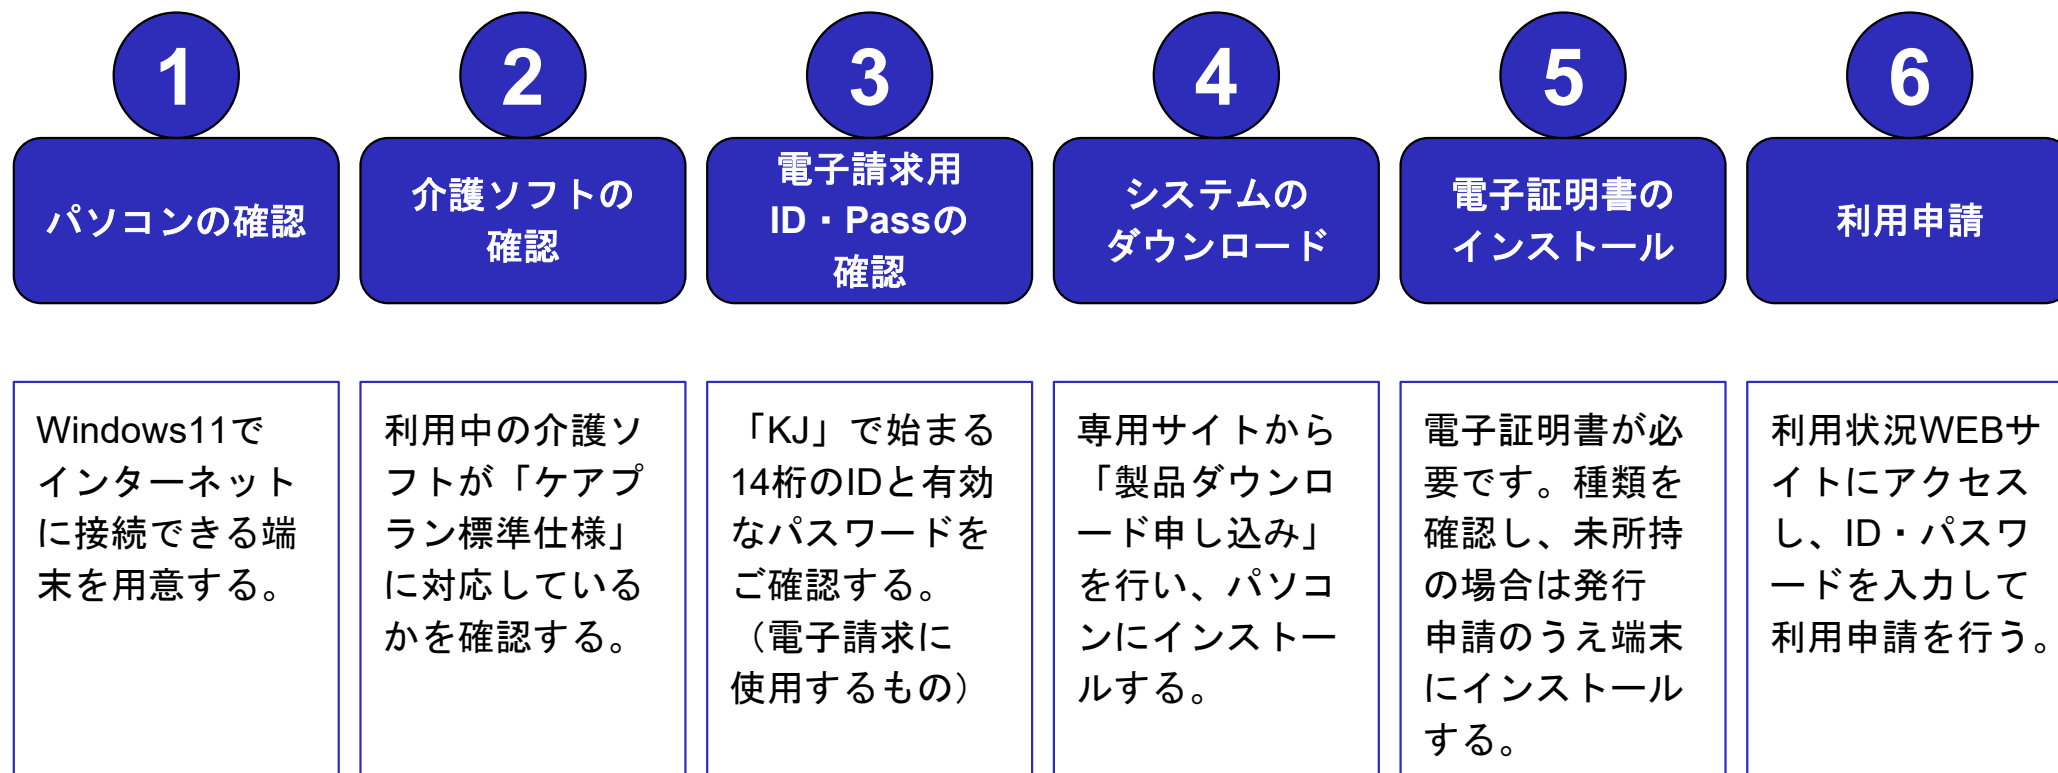 1
パソコンの確認
Windows11で
インターネット
に接続できる端
末を用意する。
2
介護ソフトの
確認
利用中の介護ソ
フトが「ケアプ
ラン標準仕様」
に対応している
かを確認する。
3
電子請求用
ID・Passの
確認
「KJ」で始まる
14桁のIDと有効
なパスワードを
ご確認する。
（電子請求に
使用するもの）
4
システムの
ダウンロード
専用サイトから
「製品ダウンロ
ード申し込み」
を行い、パソコ
ンにインストー
ルする。
5
電子証明書の
インストール
電子証明書が必
要です。種類を
確認し、未所持
の場合は発行
申請のうえ端末
にインストール
する。
6
利用申請
利用状況WEBサ
イトにアクセス
し、ID・パスワ
ードを入力して
利用申請を行う。